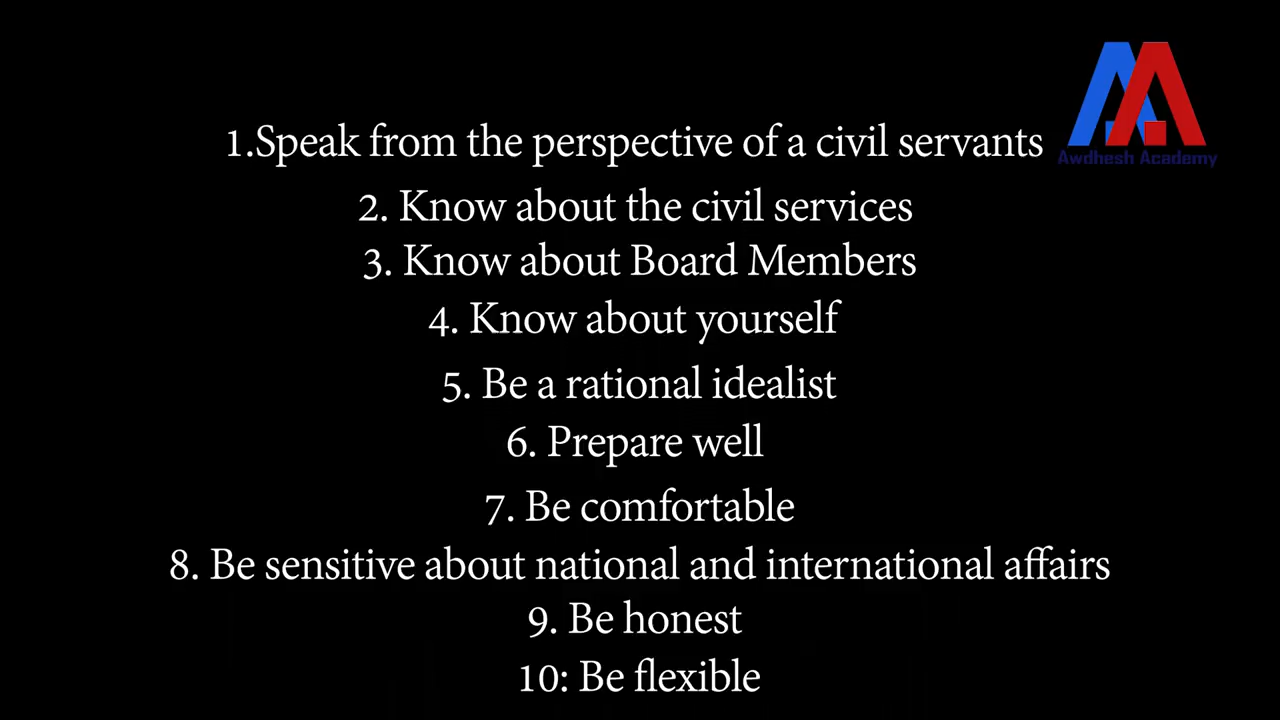 1.Speak from the perspective of a civil servants
Awdhesh Academy
2. Know about the civil services
3. Know about Board Members
4. Know about yourself
5. Be a rational idealist
6. Prepare well
7. Be comfortable
8. Be sensitive about national and international affairs
9. Be honest
10: Be flexible